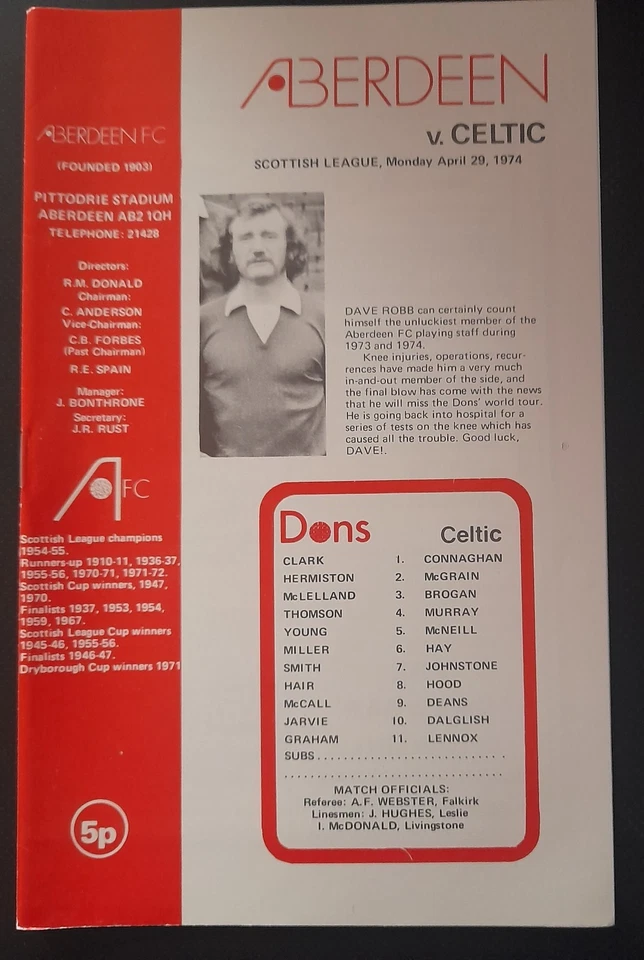 ABERDEEN FC
(FOUNDED 1903)
PITTODRIE STADIUM
ABERDEEN AB2 1QH
TELEPHONE: 21428
Directors:
R.M. DONALD
Chairman:
C. ANDERSON
Vice-Chairman:
C.B. FORBES
(Past Chairman)
R.E. SPAIN
Manager:
J. BONTHRONE
Secretary:
J.R. RUST
AFC
Scottish League champions
1954-55.
Runners-up 1910-11, 1936-37,
1955-56, 1970-71, 1971-72.
Scottish Cup winners, 1947,
1970.
Finalists 1937, 1953, 1954,
1959, 1967.
Scottish League Cup winners
1945-46, 1955-56.
Finalists 1946-47.
Dryborough Cup winners 1971
5p
ABERDEEN
v. CELTIC
SCOTTISH LEAGUE, Monday April 29, 1974
DAVE ROBB can certainly count
himself the unluckiest member of the
Aberdeen FC playing staff during
1973 and 1974.
Knee injuries, operations, recur-
rences have made him a very much
in-and-out member of the side, and
the final blow has come with the news
that he will miss the Dons' world tour.
He is going back into hospital for a
series of tests on the knee which has
caused all the trouble. Good luck,
DAVE!.
Dons Celtic
CLARK 1. CONNAGHAN
HERMISTON 2. McGRAIN
McLELLAND 3. BROGAN
THOMSON 4. MURRAY
YOUNG 5. McNEILL
MILLER 6. HAY
SMITH 7. JOHNSTONE
HAIR 8. HOOD
McCALL 9. DEANS
JARVIE 10. DALGLISH
GRAHAM 11. LENNOX
SUBS. . . . . . . . . . . . . . . . . . . . . . . . . . . . .
. . . . . . . . . . . . . . . . . . . . . . . . . . . . . . . . .
MATCH OFFICIALS:
Referee: A.F. WEBSTER, Falkirk
Linesmen: J. HUGHES, Leslie
I. McDONALD, Livingstone